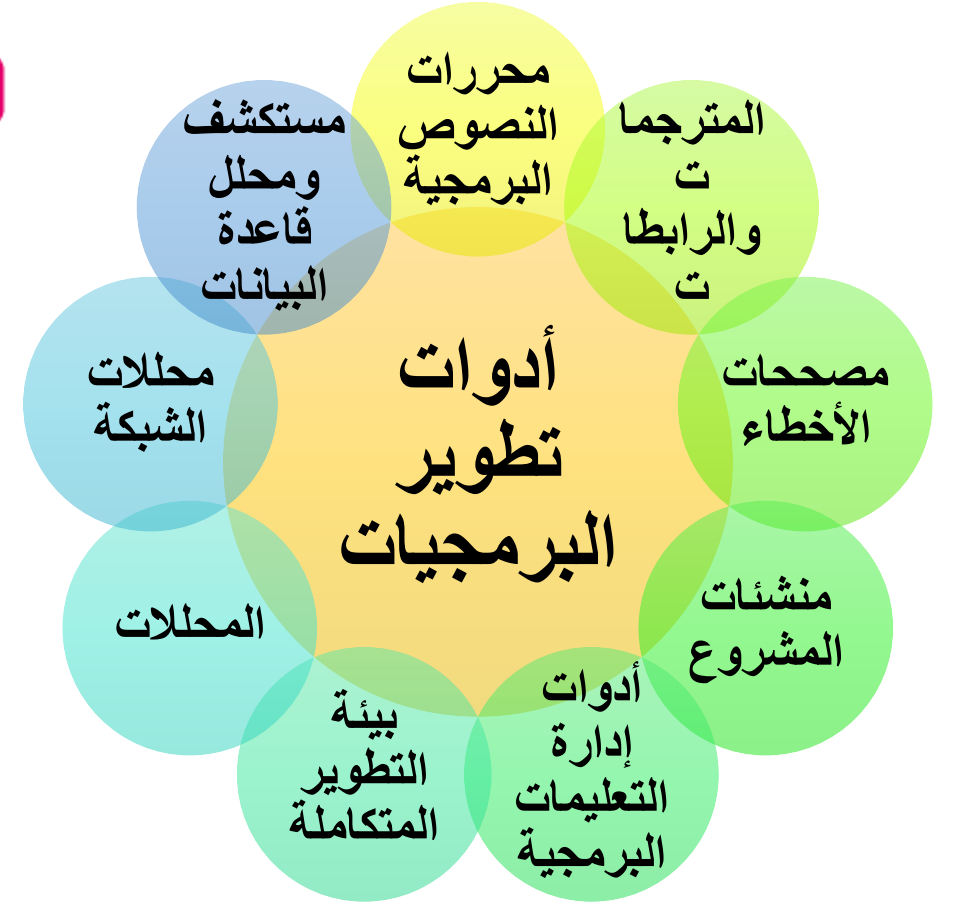 أدوات
تطوير
البرمجيات
محررات
النصوص
البرمجية
المترجما
ت
والرابطا
ت
مصححات
الأخطاء
منشئات
المشروع
أدوات
إدارة
التعليمات
البرمجية
بيئة
التطوير
المتكاملة
المحللات
محللات
الشبكة
مستكشف
ومحلل
قاعدة
البيانات